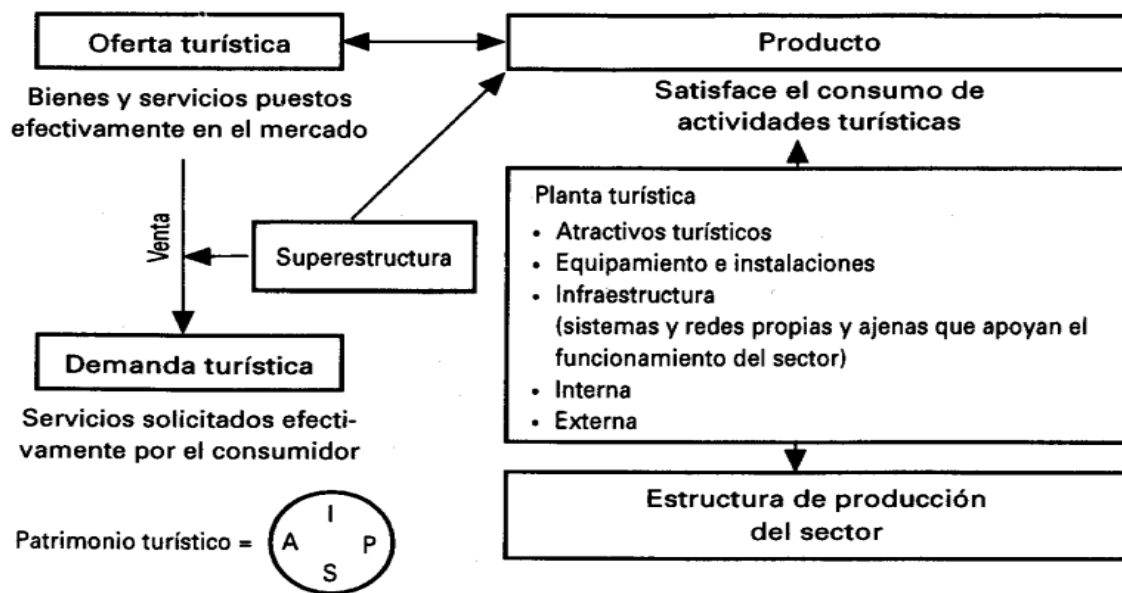 Oferta turística
Bienes y servicios puestos
efectivamente en el mercado
Venta
Superestructura
Demanda turística
Servicios solicitados efecti-
vamente por el consumidor
Patrimonio turístico =
I
A P
S
Producto
Satisface el consumo de
actividades turísticas
Planta turística
• Atractivos turísticos
• Equipamiento e instalaciones
• Infraestructura
(sistemas y redes propias y ajenas que apoyan el
funcionamiento del sector)
• Interna
• Externa
Estructura de producción
del sector